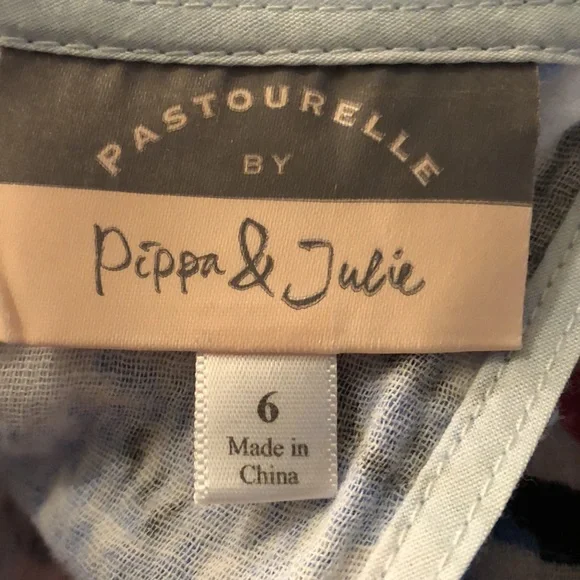 PASTOURELLE
BY
Pippa & Julie
6
Made in
China